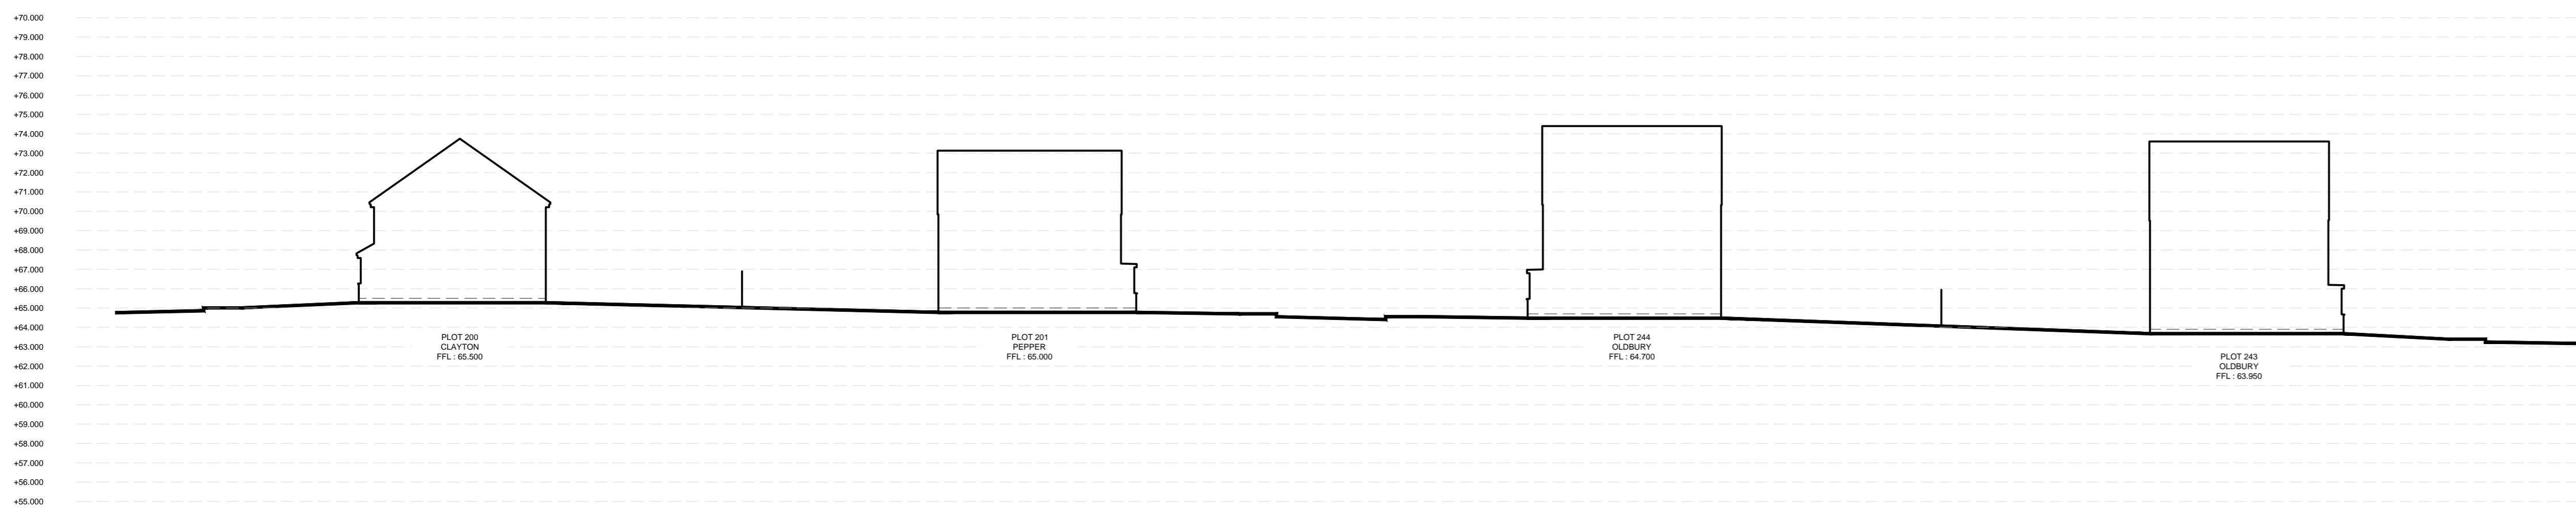 +70.000
+79.000
+78.000
+77.000
+76.000
+75.000
+74.000
+73.000
+72.000
+71.000
+70.000
+69.000
+68.000
+67.000
+66.000
+65.000
+64.000
+63.000
+62.000
+61.000
+60.000
+59.000
+58.000
+57.000
+56.000
+55.000
PLOT 200
CLAYTON
FFL : 65.500
PLOT 201
PEPPER
FFL : 65.000
PLOT 244
OLDBURY
FFL : 64.700
PLOT 243
OLDBURY
FFL : 63.950